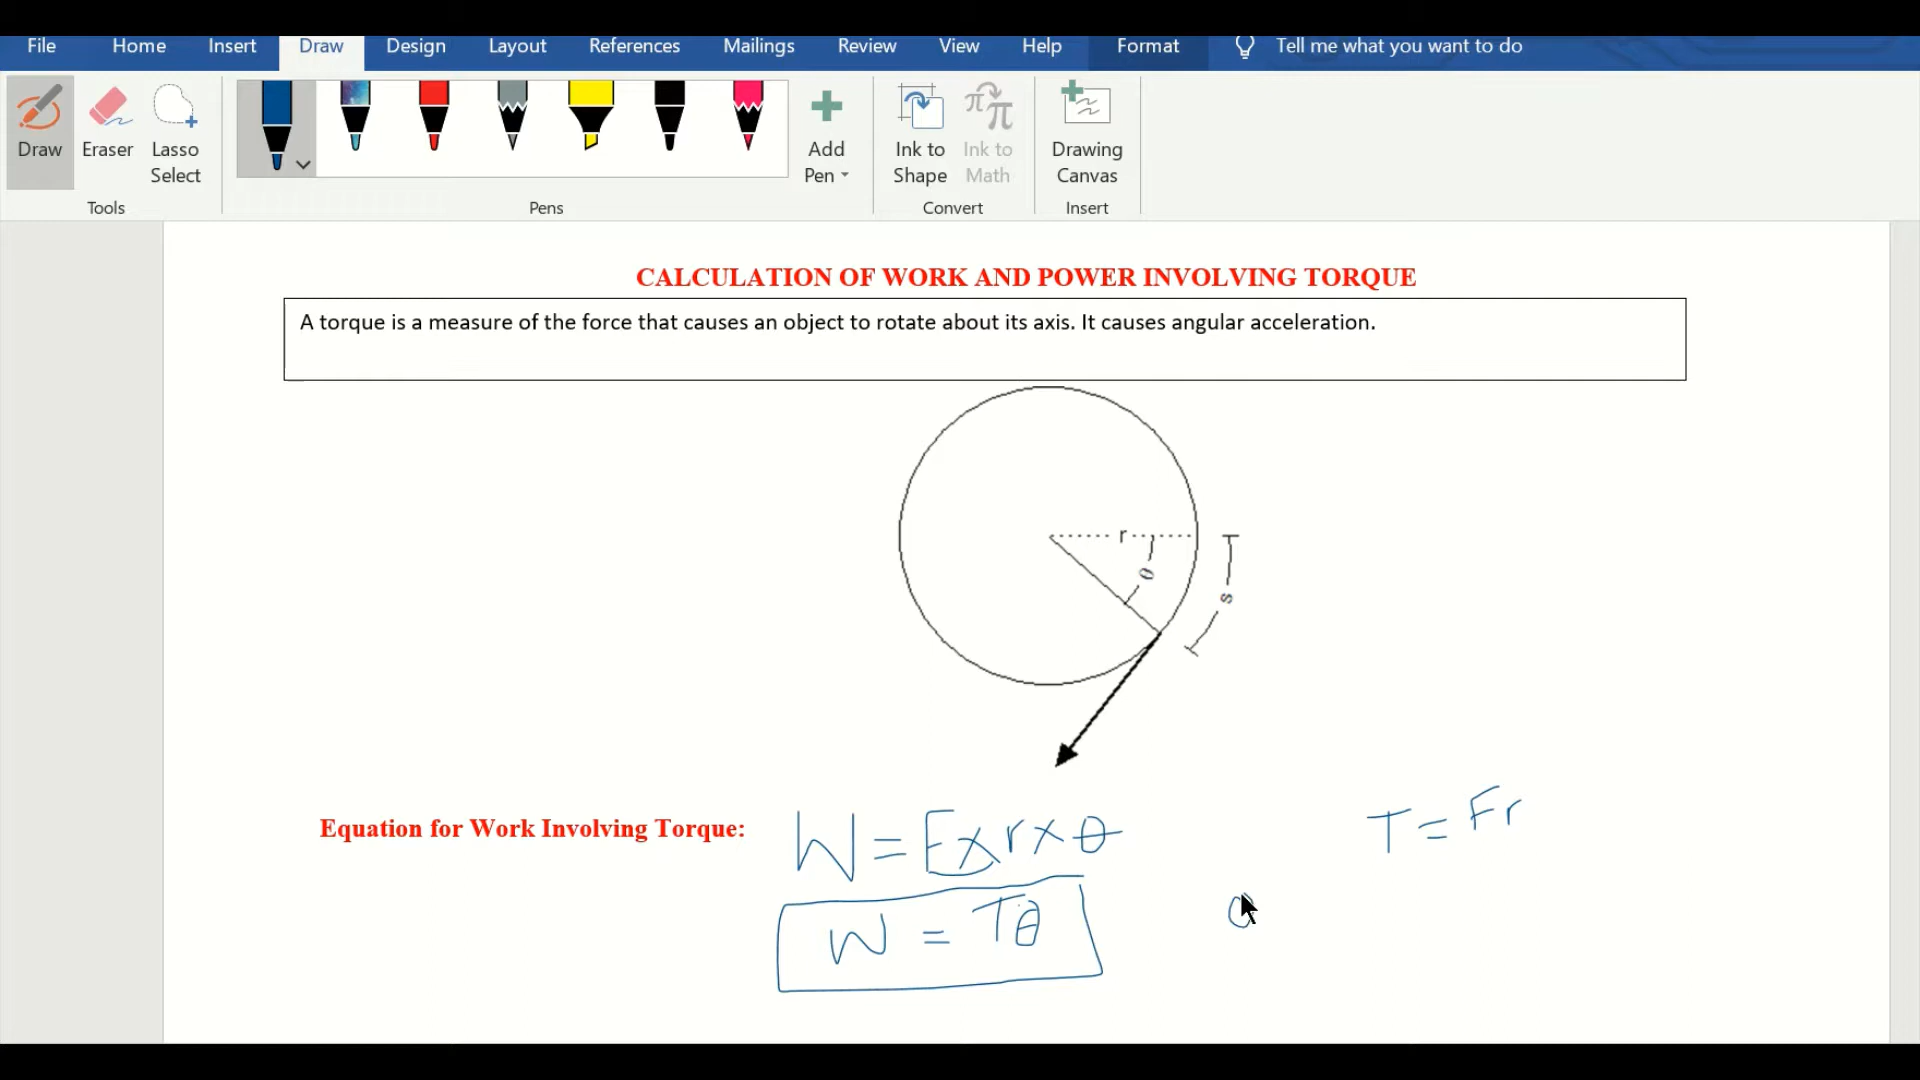 File Home Insert Draw Design Layout References Mailings Review View Help Format Tell me what you want to do
Draw Eraser Lasso Select Add Pen Ink to Shape Ink to Math Drawing Canvas
Tools Pens Convert Insert
CALCULATION OF WORK AND POWER INVOLVING TORQUE
A torque is a measure of the force that causes an object to rotate about its axis. It causes angular acceleration.
r
θ
s
Equation for Work Involving Torque: W = F x r x θ T = Fr
W = Tθ